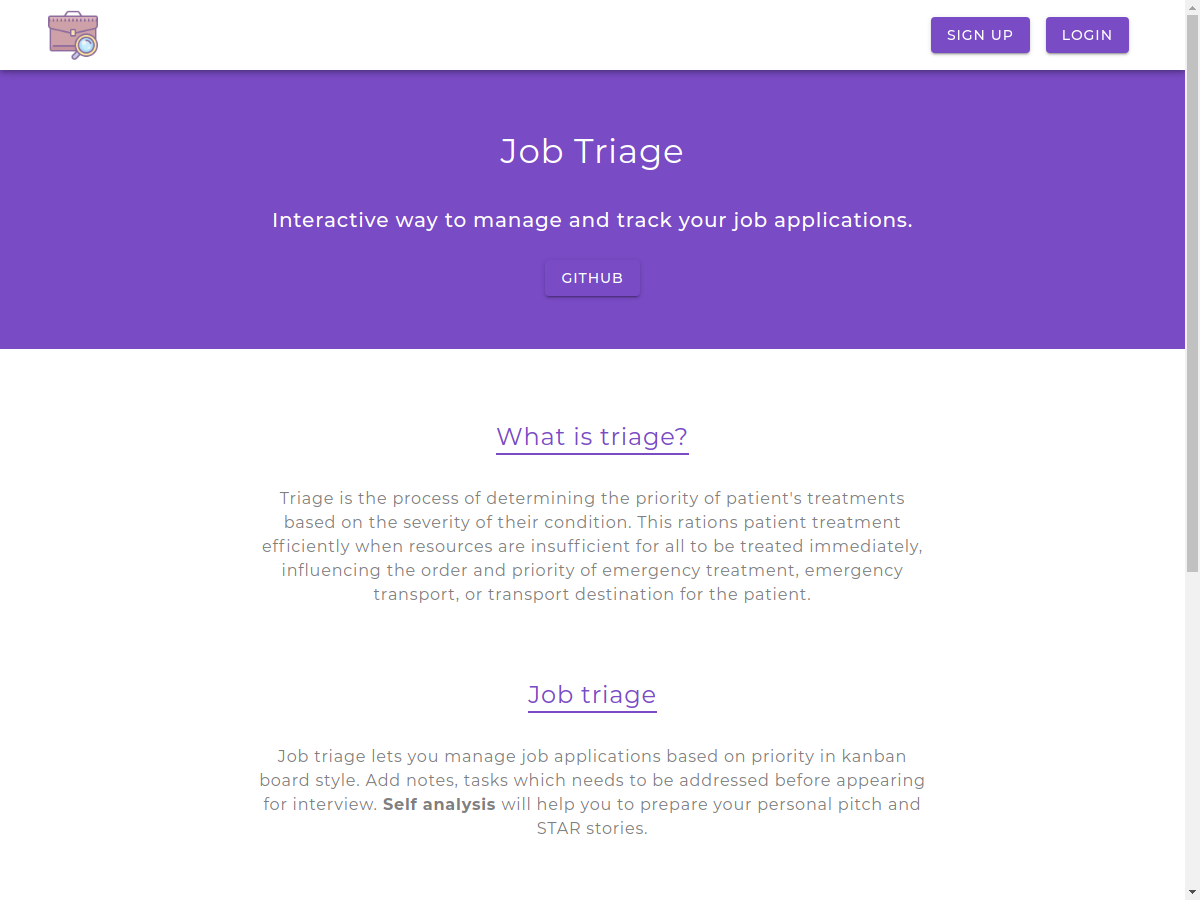 SIGN UP LOGIN
Job Triage
Interactive way to manage and track your job applications.
GITHUB
What is triage?
Triage is the process of determining the priority of patient's treatments
based on the severity of their condition. This rations patient treatment
efficiently when resources are insufficient for all to be treated immediately,
influencing the order and priority of emergency treatment, emergency
transport, or transport destination for the patient.
Job triage
Job triage lets you manage job applications based on priority in kanban
board style. Add notes, tasks which needs to be addressed before appearing
for interview. Self analysis will help you to prepare your personal pitch and
STAR stories.